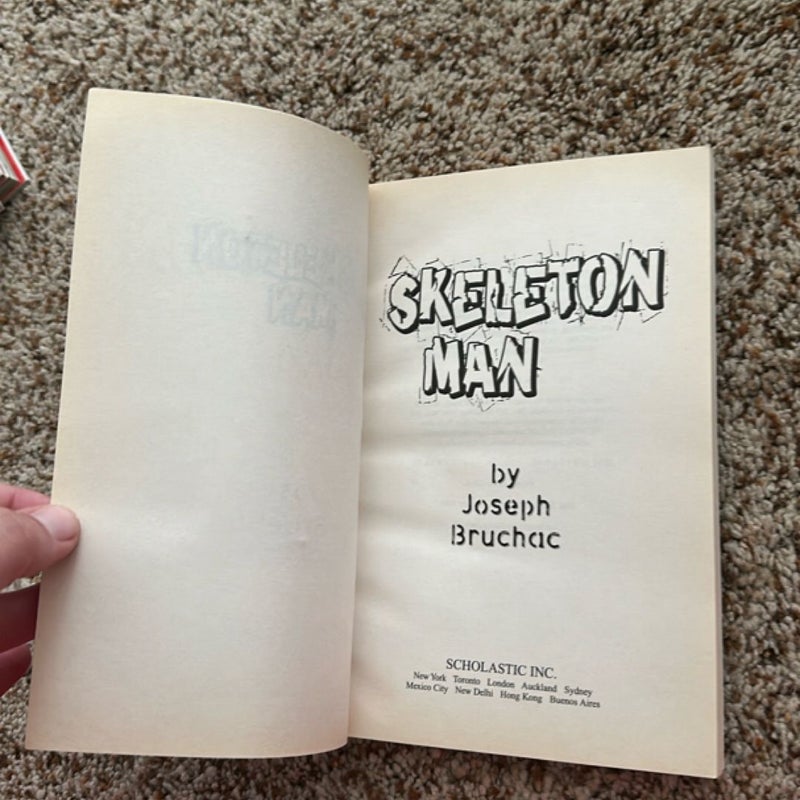 SKELETON
MAN
by
Joseph
Bruchac
SCHOLASTIC INC.
New York Toronto London Auckland Sydney
Mexico City New Delhi Hong Kong Buenos Aires